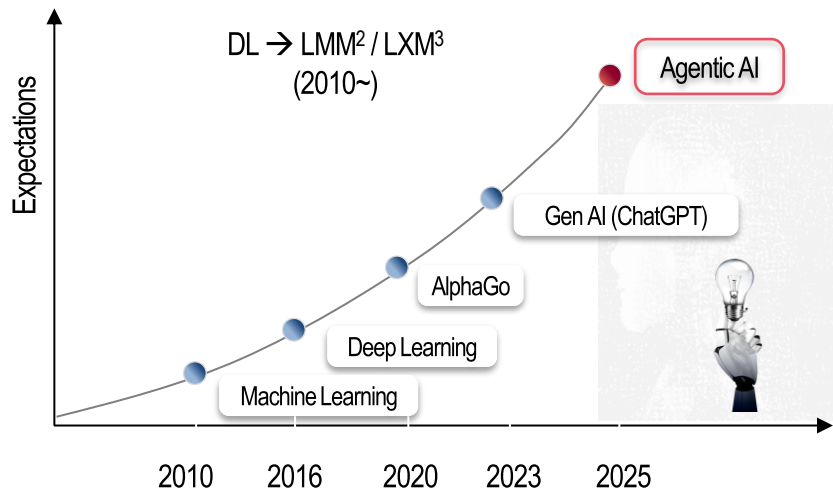 DL → LMM² / LXM³
(2010~)
Agentic AI
Expectations
Gen AI (ChatGPT)
AlphaGo
Deep Learning
Machine Learning
2010 2016 2020 2023 2025